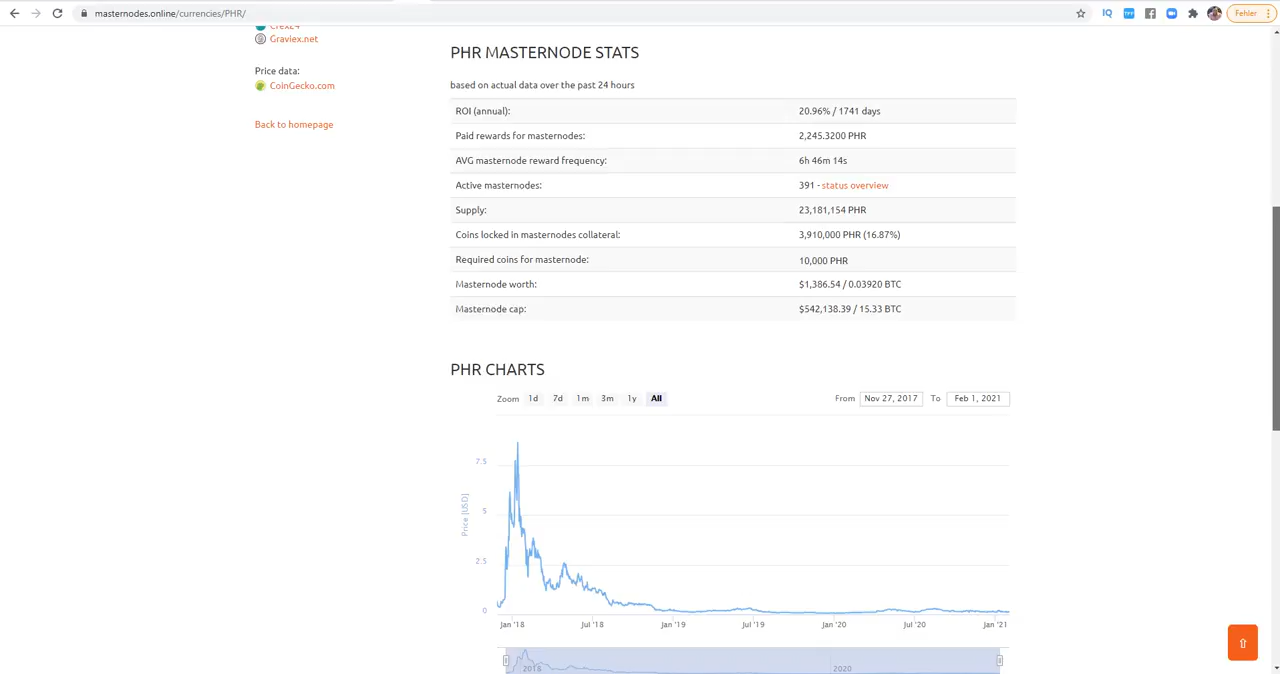 masternodes.online/currencies/PHR/
IQ
Fehler
Crex24
Graviex.net
Price data:
CoinGecko.com
Back to homepage
PHR MASTERNODE STATS
based on actual data over the past 24 hours
ROI (annual): 20.96% / 1741 days
Paid rewards for masternodes: 2,245.3200 PHR
AVG masternode reward frequency: 6h 46m 14s
Active masternodes: 391 - status overview
Supply: 23,181,154 PHR
Coins locked in masternodes collateral: 3,910,000 PHR (16.87%)
Required coins for masternode: 10,000 PHR
Masternode worth: $1,386.54 / 0.03920 BTC
Masternode cap: $542,138.39 / 15.33 BTC
PHR CHARTS
Zoom 1d 7d 1m 3m 1y All From Nov 27, 2017 To Feb 1, 2021
7.5
5
2.5
0
Price [USD]
Jan '18 Jul '18 Jan '19 Jul '19 Jan '20 Jul '20 Jan '21
2018 2020